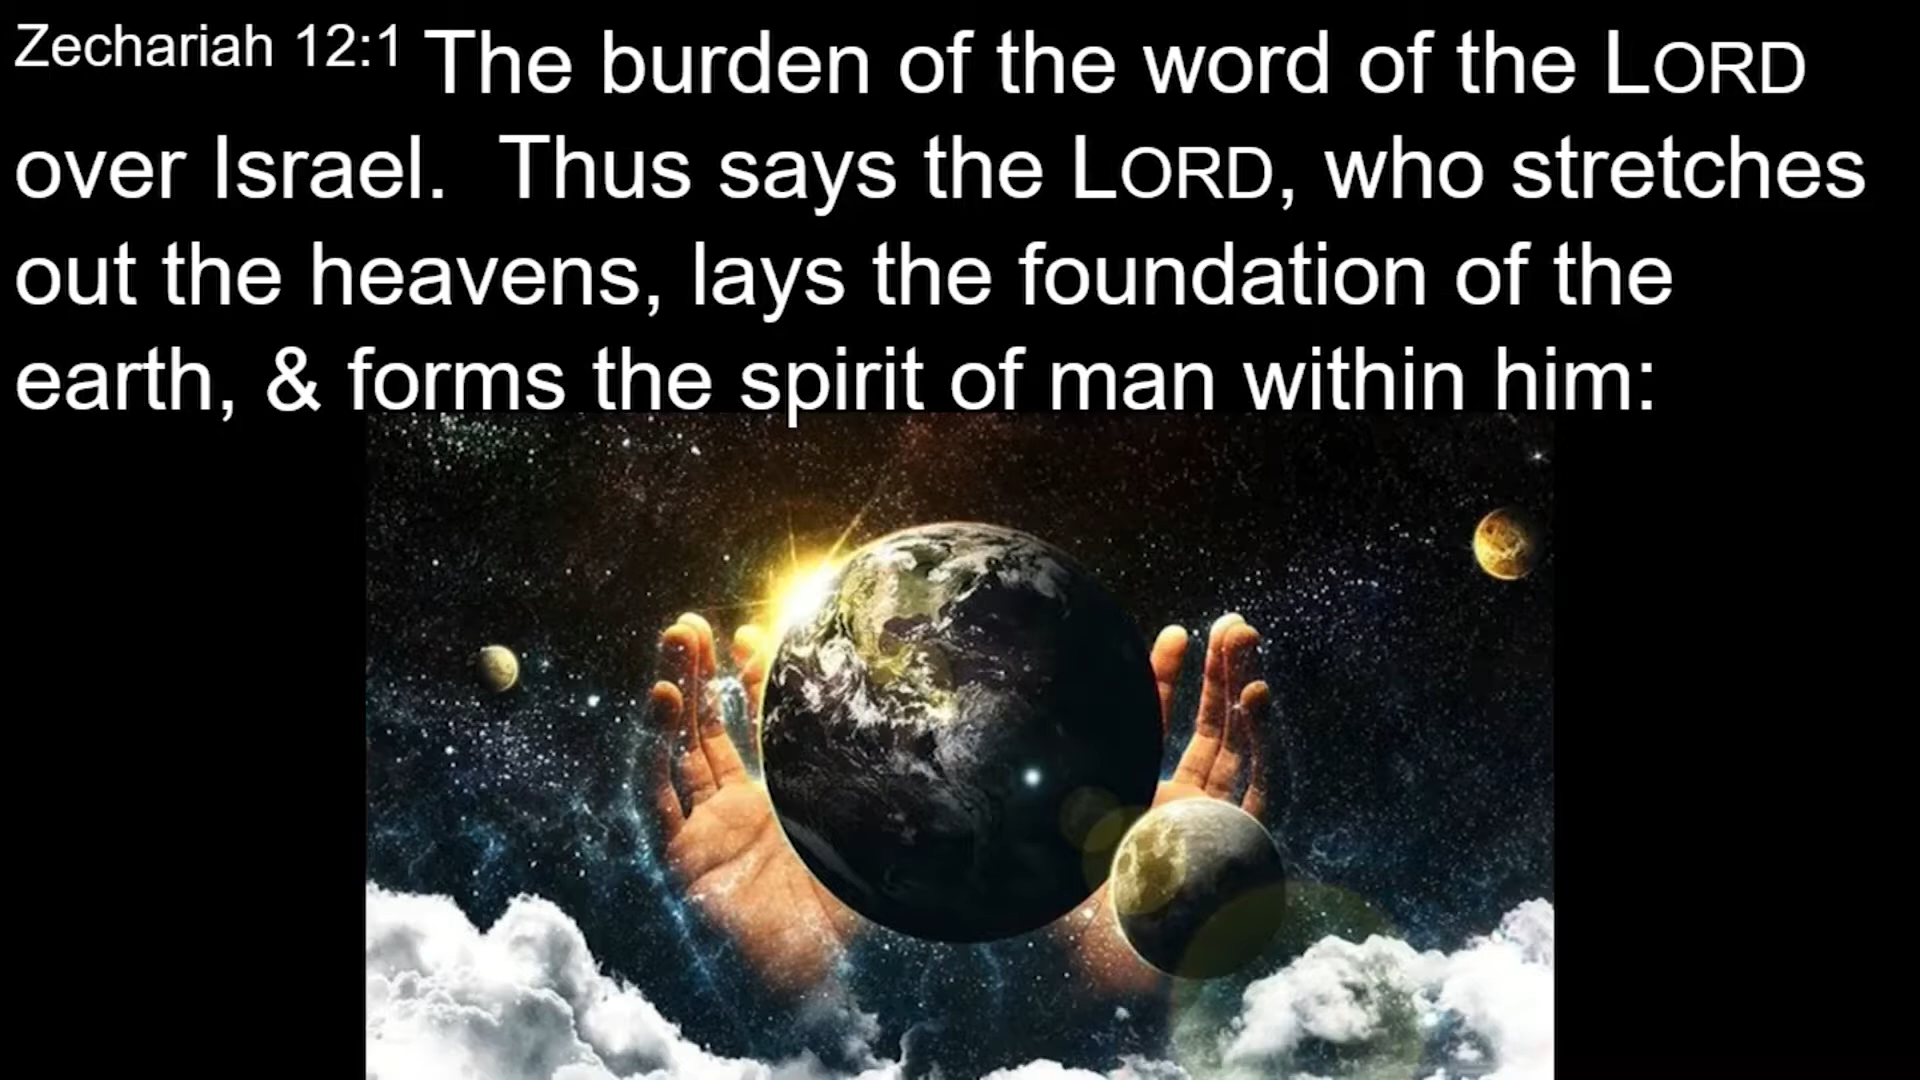 Zechariah 12:1 The burden of the word of the LORD
over Israel.  Thus says the LORD, who stretches
out the heavens, lays the foundation of the
earth, & forms the spirit of man within him: